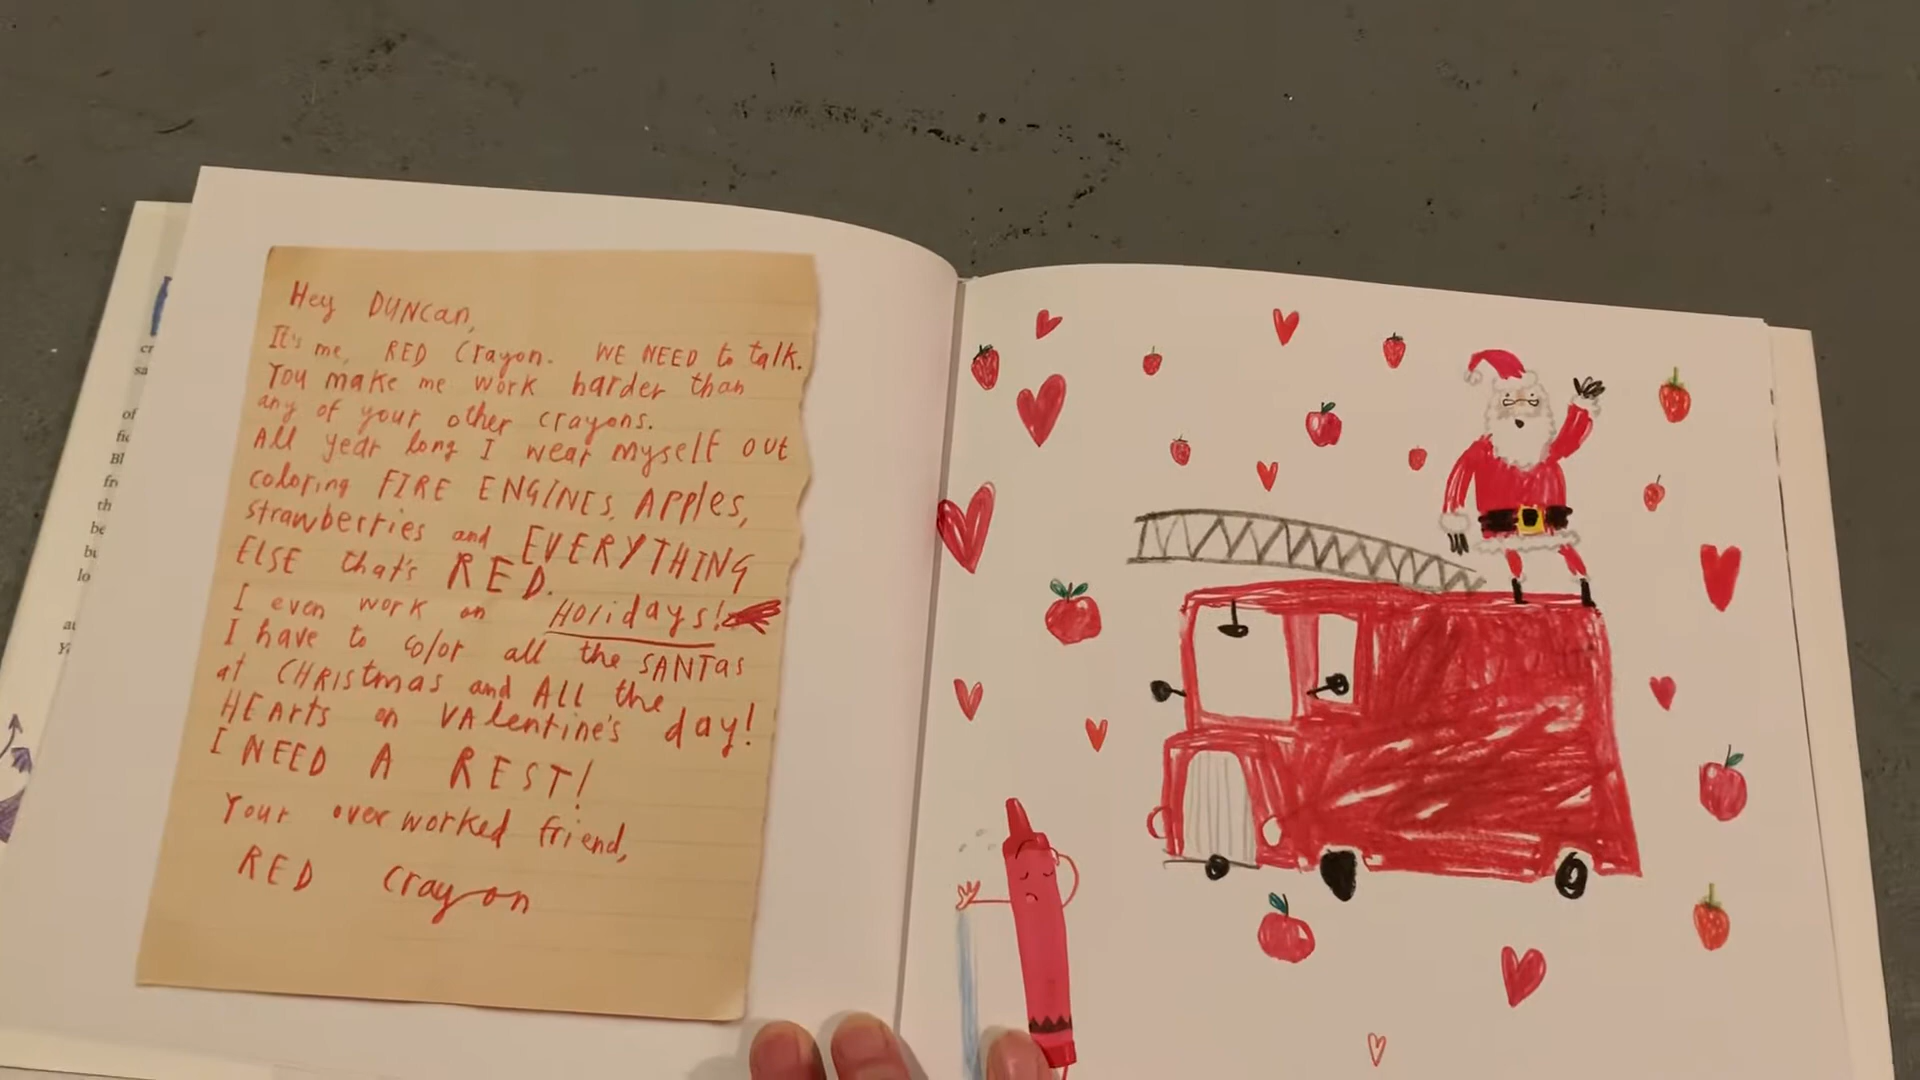 Hey DUNCan,
It's me, RED Crayon. WE NEED to talk.
You make me work harder than
any of your other crayons.
All year long I wear myself out
coloring FIRE ENGINES, Apples,
strawberries and EVERYTHING
ELSE that's RED.
I even work on Holidays!
I have to color all the SANTas
at CHRIstmas and All the
HEArts on VAlentine's day!
I NEED A REST!
Your overworked friend,
RED Crayon
of
th
be